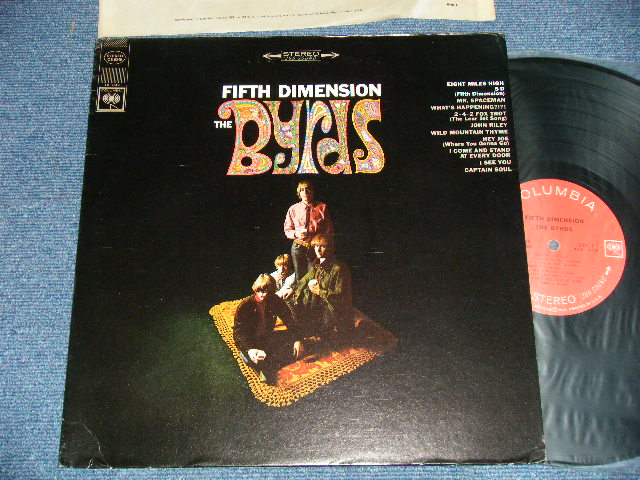 STEREO
360 SOUND
FIFTH DIMENSION
THE BYRDS
EIGHT MILES HIGH
5 D
(Fifth Dimension)
MR. SPACEMAN
WHAT'S HAPPENING?!?!
2-4-2 FOX TROT
(The Lear Jet Song)
JOHN RILEY
WILD MOUNTAIN THYME
HEY JOE
(Where You Gonna Go)
I COME AND STAND
AT EVERY DOOR
I SEE YOU
CAPTAIN SOUL
COLUMBIA
FIFTH DIMENSION
THE BYRDS
STEREO